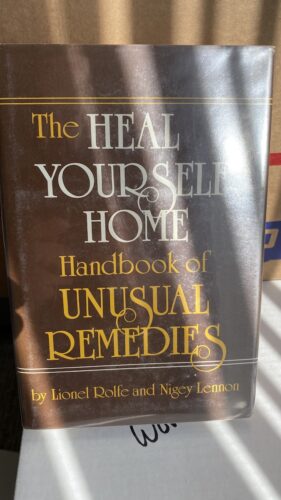 The HEAL
YOURSELF
HOME
Handbook of
UNUSUAL
REMEDIES
by Lionel Rolfe and Nigey Lennon